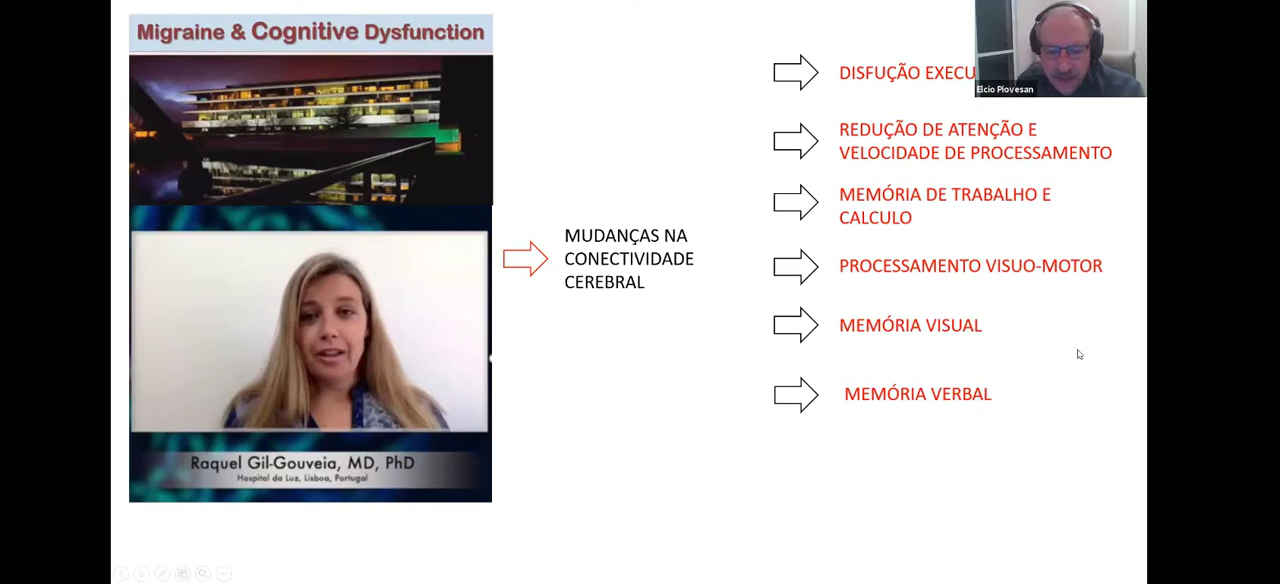 Migraine & Cognitive Dysfunction
Raquel Gil-Gouveia, MD, PhD
Hospital da Luz, Lisboa, Portugal
MUDANÇAS NA
CONECTIVIDADE
CEREBRAL
DISFUÇÃO EXECU
Elcio Piovesan
REDUÇÃO DE ATENÇÃO E
VELOCIDADE DE PROCESSAMENTO
MEMÓRIA DE TRABALHO E
CALCULO
PROCESSAMENTO VISUO-MOTOR
MEMÓRIA VISUAL
MEMÓRIA VERBAL